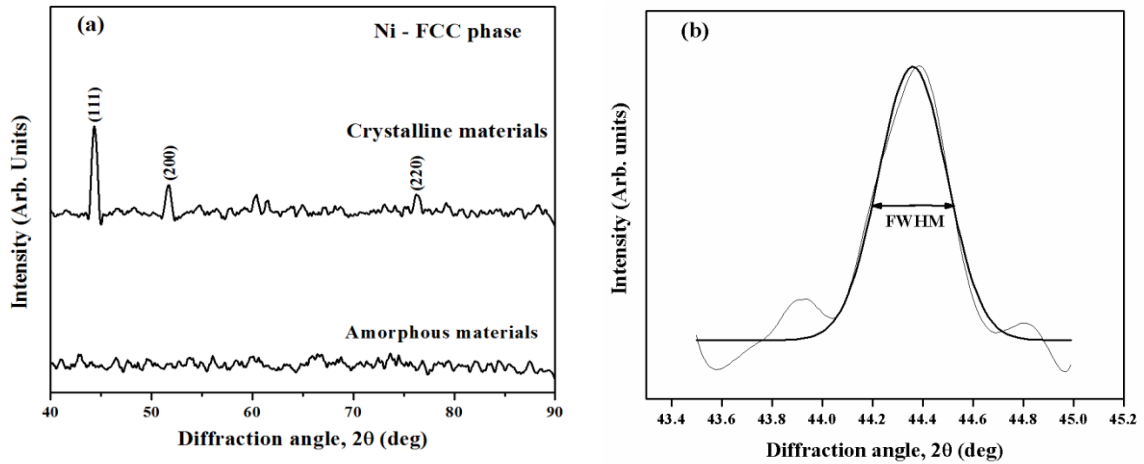 (a)
Ni - FCC phase
(111)
Crystalline materials
(200)
(220)
Amorphous materials
Intensity (Arb. Units)
40 50 60 70 80 90
Diffraction angle, 2θ (deg)
(b)
FWHM
Intensity (Arb. units)
43.4 43.6 43.8 44.0 44.2 44.4 44.6 44.8 45.0 45.2
Diffraction angle, 2θ (deg)